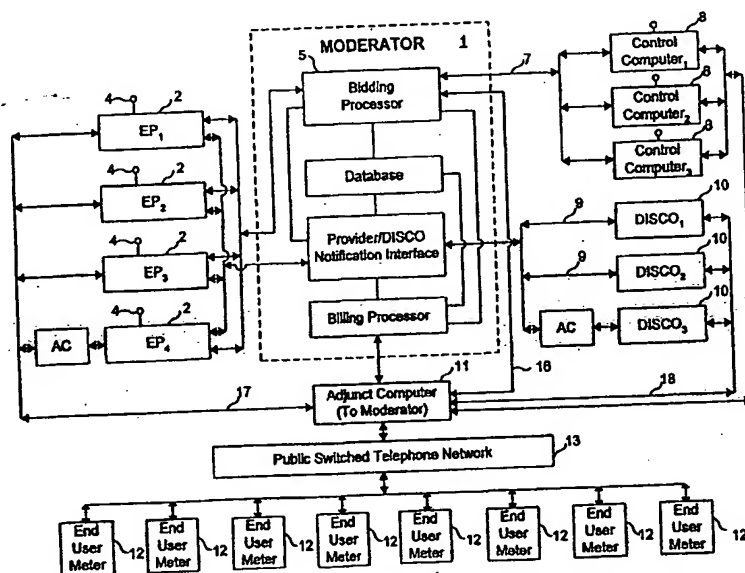 MODERATOR 1
5
Bidding
Processor
Database
Provider/DISCO
Notification Interface
Billing Processor
4
2
EP1
4
2
EP2
4
2
EP3
4
2
AC
EP4
7
8
Control
Computer1
8
Control
Computer2
8
Control
Computer3
9
10
DISCO1
9
10
DISCO2
10
AC
DISCO3
11
16
17
18
Adjunct Computer
(To Moderator)
13
Public Switched Telephone Network
End
User
Meter
12
End
User
Meter
12
End
User
Meter
12
End
User
Meter
12
End
User
Meter
12
End
User
Meter
12
End
User
Meter
12
End
User
Meter
12